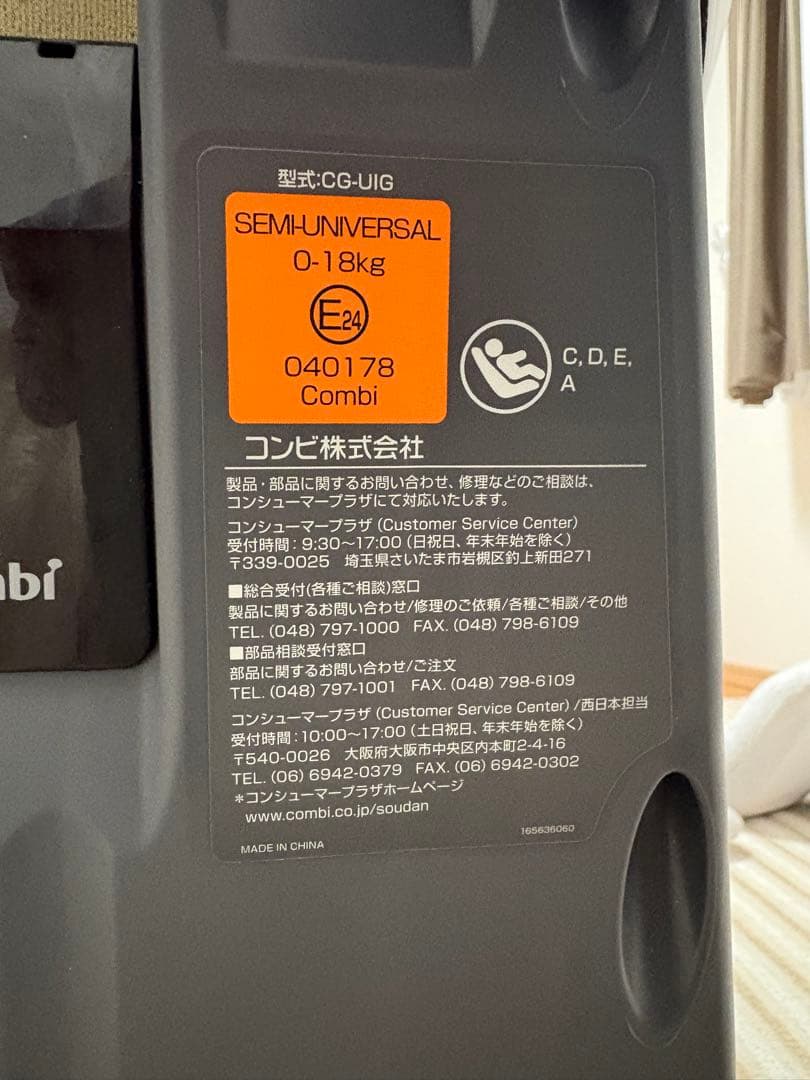 型式:CG-UIG
SEMI-UNIVERSAL
0-18kg
E24
040178
Combi
C, D, E,
A
コンビ株式会社
製品・部品に関するお問い合わせ、修理などのご相談は、
コンシューマープラザにて対応いたします。
コンシューマープラザ (Customer Service Center)
受付時間：9:30～17:00 (日祝日、年末年始を除く)
〒339-0025 埼玉県さいたま市岩槻区釣上新田271
■総合受付(各種ご相談)窓口
製品に関するお問い合わせ/修理のご依頼/各種ご相談/その他
TEL. (048) 797-1000 FAX. (048) 798-6109
■部品相談受付窓口
部品に関するお問い合わせ/ご注文
TEL. (048) 797-1001 FAX. (048) 798-6109
コンシューマープラザ (Customer Service Center) /西日本担当
受付時間：10:00～17:00 (土日祝日、年末年始を除く)
〒540-0026 大阪府大阪市中央区内本町2-4-16
TEL. (06) 6942-0379 FAX. (06) 6942-0302
＊コンシューマープラザホームページ
www.combi.co.jp/soudan
165636060
MADE IN CHINA